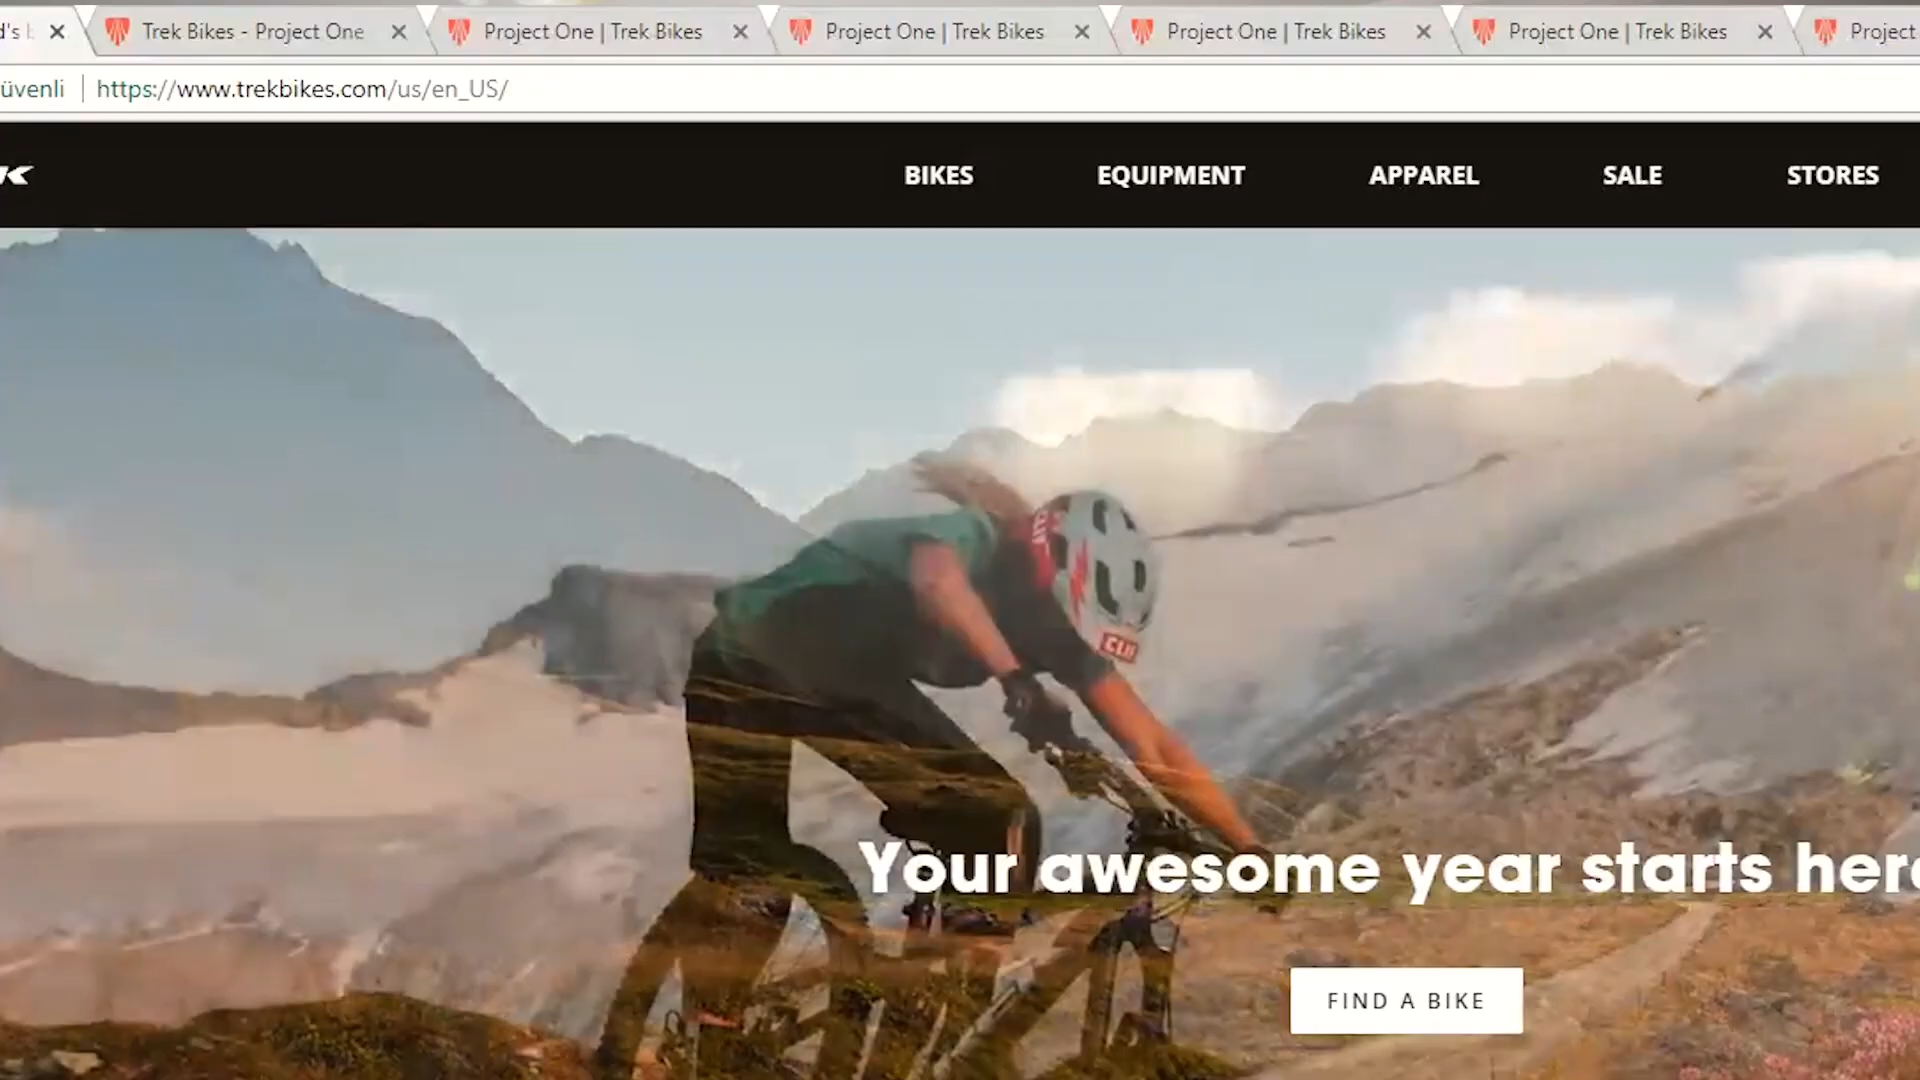 d's b
Trek Bikes - Project One
Project One | Trek Bikes
Project One | Trek Bikes
Project One | Trek Bikes
Project One | Trek Bikes
Project
üvenli
https://www.trekbikes.com/us/en_US/
K
BIKES
EQUIPMENT
APPAREL
SALE
STORES
Your awesome year starts here
FIND A BIKE